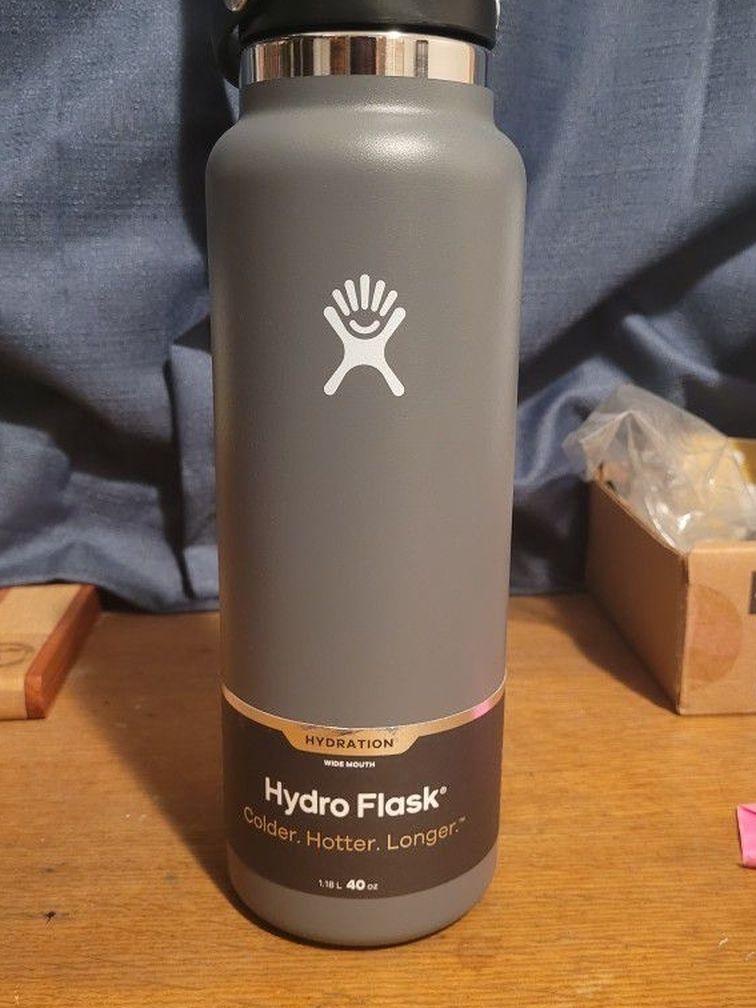 HYDRATION
WIDE MOUTH
Hydro Flask®
Colder. Hotter. Longer.™
1.18 L 40 oz